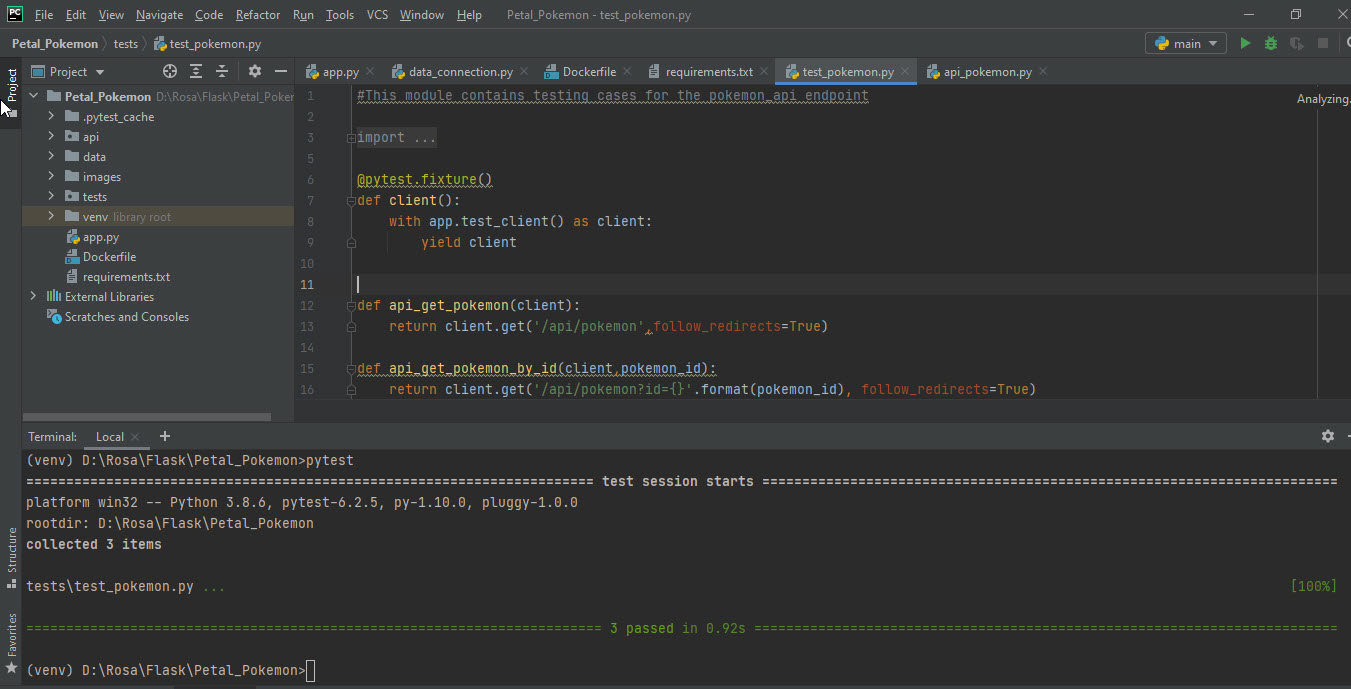 PC File Edit View Navigate Code Refactor Run Tools VCS Window Help Petal_Pokemon - test_pokemon.py
Petal_Pokemon tests test_pokemon.py main
Project
Project
app.py data_connection.py Dockerfile requirements.txt test_pokemon.py api_pokemon.py
Petal_Pokemon D:\Rosa\Flask\Petal_Poker
.pytest_cache
api
data
images
tests
venv library root
app.py
Dockerfile
requirements.txt
External Libraries
Scratches and Consoles
Analyzing.
1 #This module contains testing cases for the pokemon_api endpoint
2
3 import ...
5
6 @pytest.fixture()
7 def client():
8 with app.test_client() as client:
9 yield client
10
11
12 def api_get_pokemon(client):
13 return client.get('/api/pokemon',follow_redirects=True)
14
15 def api_get_pokemon_by_id(client,pokemon_id):
16 return client.get('/api/pokemon?id={}'.format(pokemon_id), follow_redirects=True)
Terminal: Local
(venv) D:\Rosa\Flask\Petal_Pokemon>pytest
======================================================================= test session starts ========================================================================
platform win32 -- Python 3.8.6, pytest-6.2.5, py-1.10.0, pluggy-1.0.0
rootdir: D:\Rosa\Flask\Petal_Pokemon
collected 3 items
tests\test_pokemon.py ... [100%]
======================================================================== 3 passed in 0.92s =========================================================================
(venv) D:\Rosa\Flask\Petal_Pokemon>
Structure
Favorites